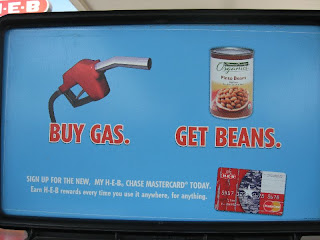 H-E-B
Organics
Pinto Beans
BUY GAS. GET BEANS.
SIGN UP FOR THE NEW, MY H-E-B, CHASE MASTERCARD® TODAY.
Earn H-E-B rewards every time you use it anywhere, for anything.
H-E-B
MasterCard